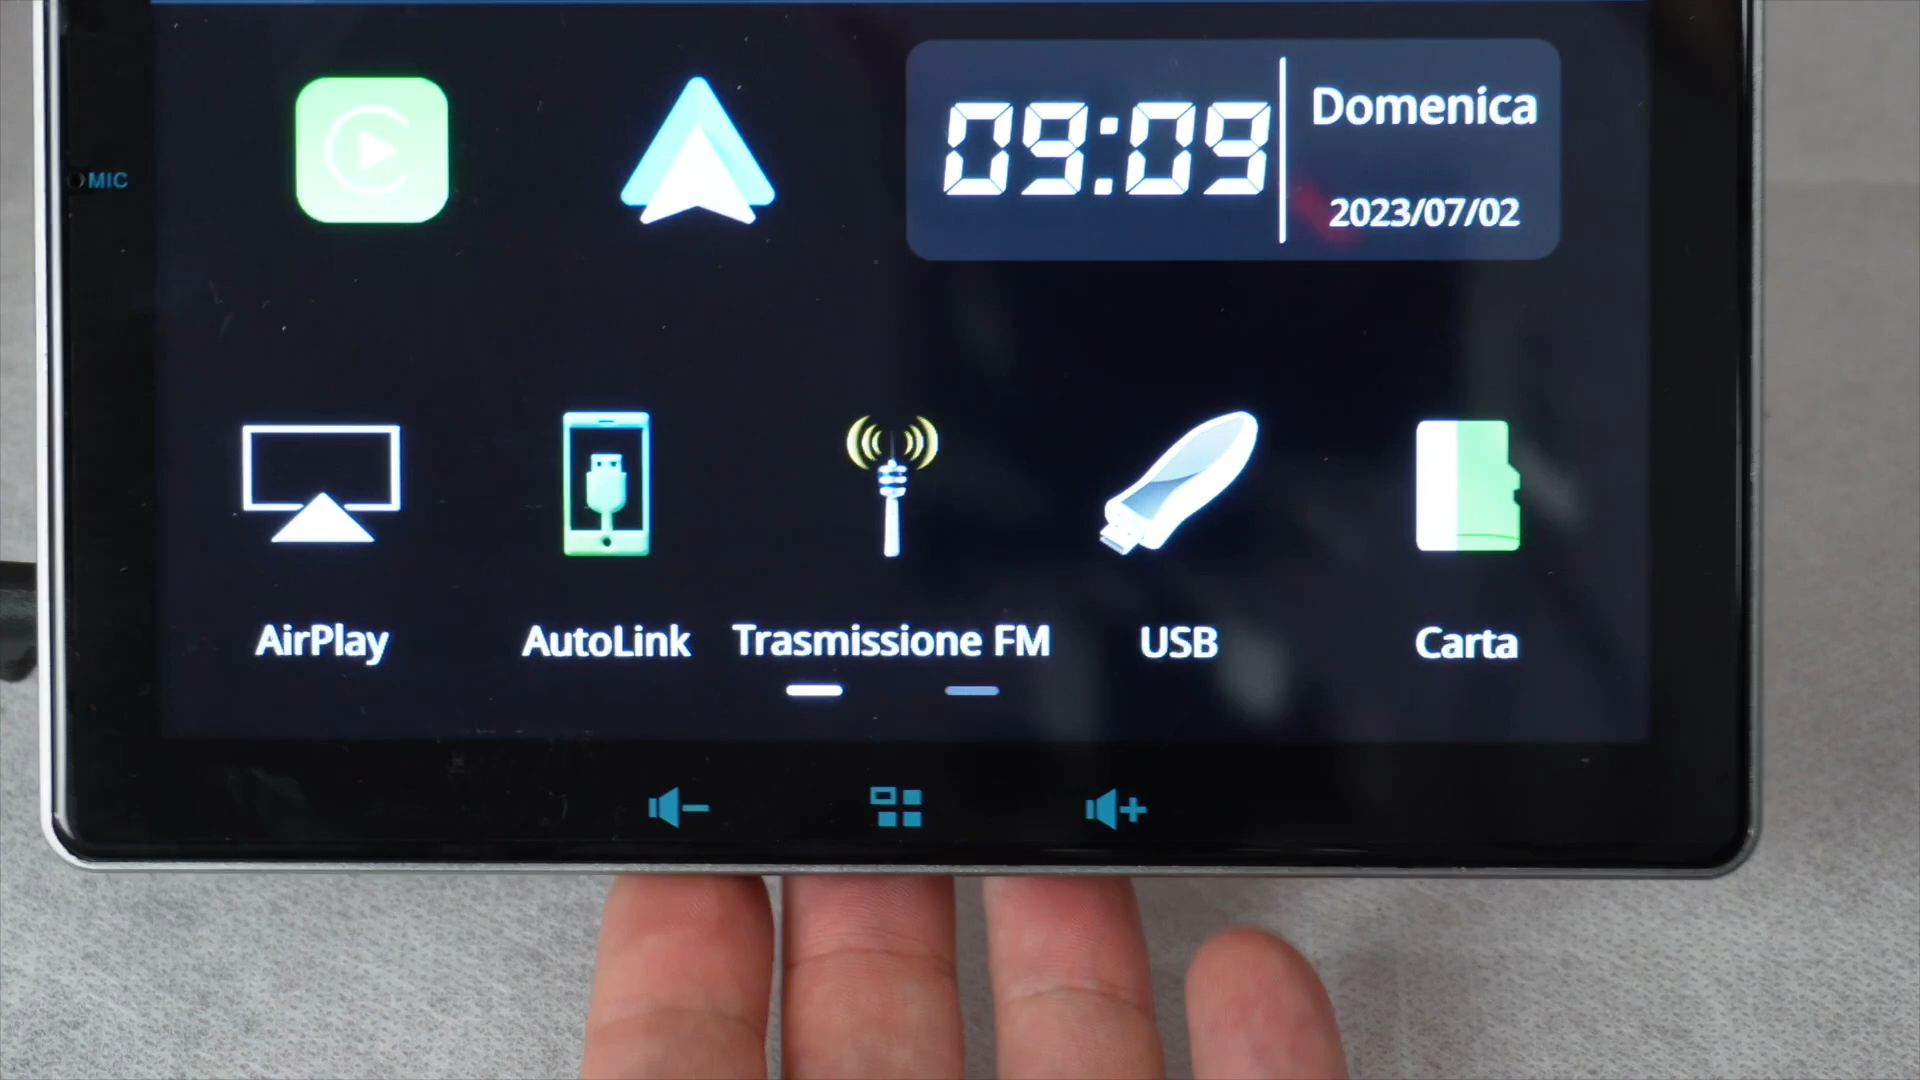 09:09
Domenica
2023/07/02
MIC
AirPlay
AutoLink
Trasmissione FM
USB
Carta